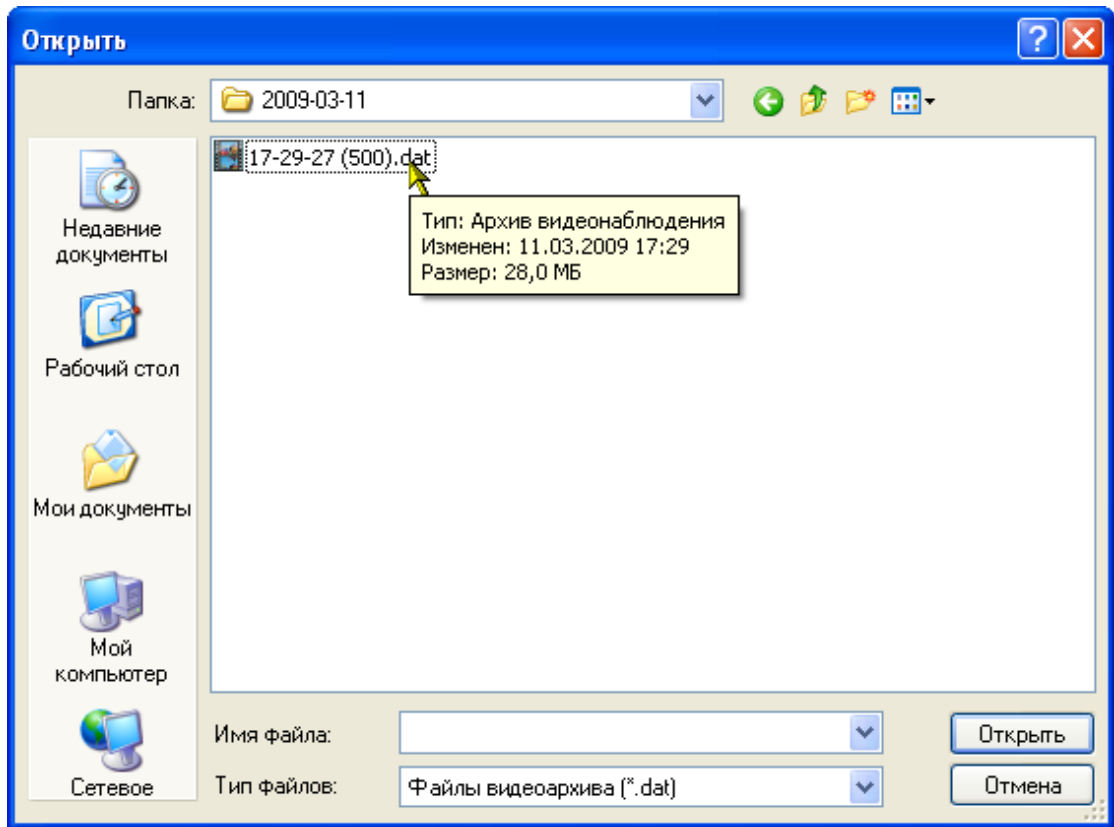 Открыть
Папка: 2009-03-11
17-29-27 (500).dat
Тип: Архив видеонаблюдения
Изменен: 11.03.2009 17:29
Размер: 28,0 МБ
Недавние
документы
Рабочий стол
Мои документы
Мой
компьютер
Сетевое
Имя файла:
Открыть
Тип файлов: Файлы видеоархива (*.dat)
Отмена